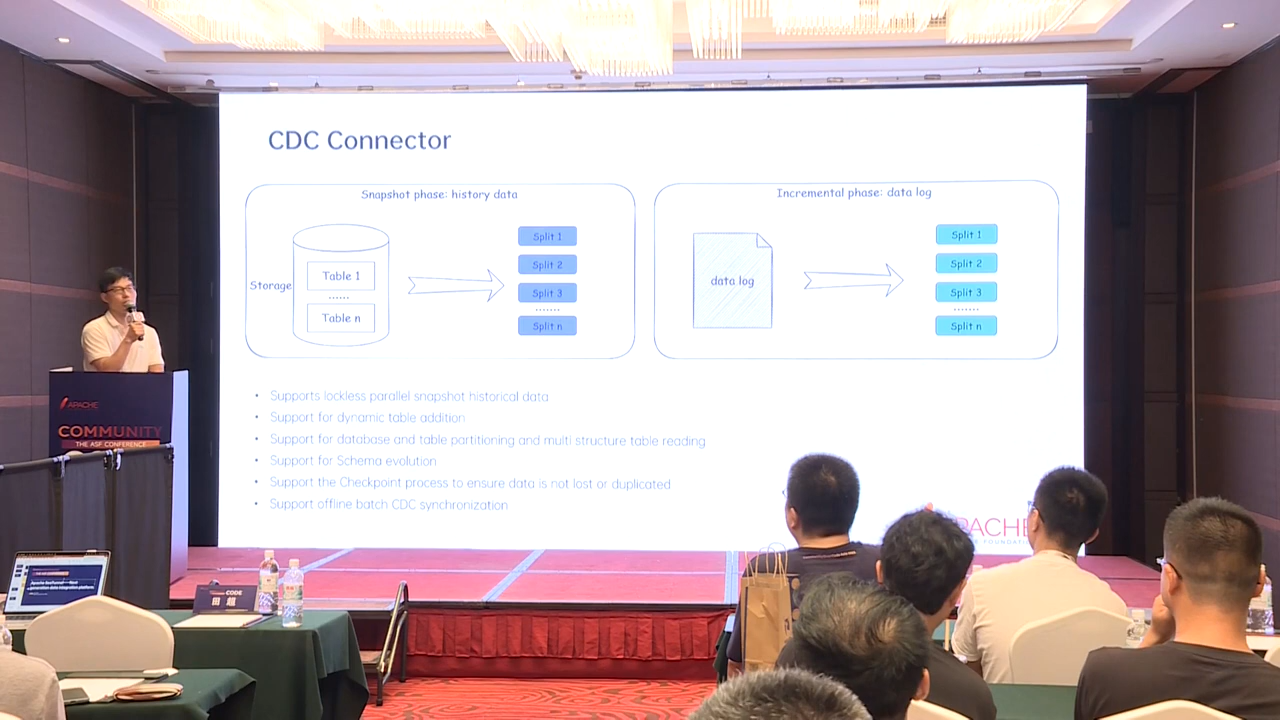 CDC Connector
Snapshot phase: history data
Storage
Table 1
......
Table n
Split 1
Split 2
Split 3
.......
Split n
Incremental phase: data log
data log
Split 1
Split 2
Split 3
.......
Split n
• Supports lockless parallel snapshot historical data
• Support for dynamic table addition
• Support for database and table partitioning and multi structure table reading
• Support for Schema evolution
• Support the Checkpoint process to ensure data is not lost or duplicated
• Support offline batch CDC synchronization
APACHE
COMMUNITY
THE ASF CONFERENCE
CODE